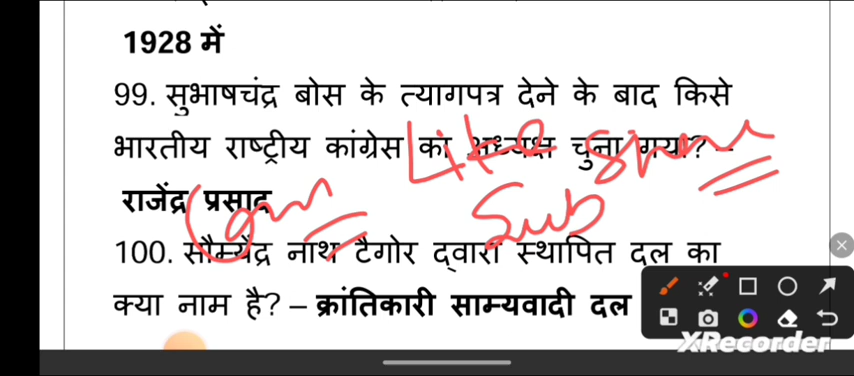 1928 में
99. सुभाषचंद्र बोस के त्यागपत्र देने के बाद किसे
भारतीय राष्ट्रीय कांग्रेस का अध्यक्ष चुना गया? –
Like Share
राजेंद्र प्रसाद
Com Sub
100. सौम्येंद्र नाथ टैगोर द्वारा स्थापित दल का
क्या नाम है? – क्रांतिकारी साम्यवादी दल
XRecorder